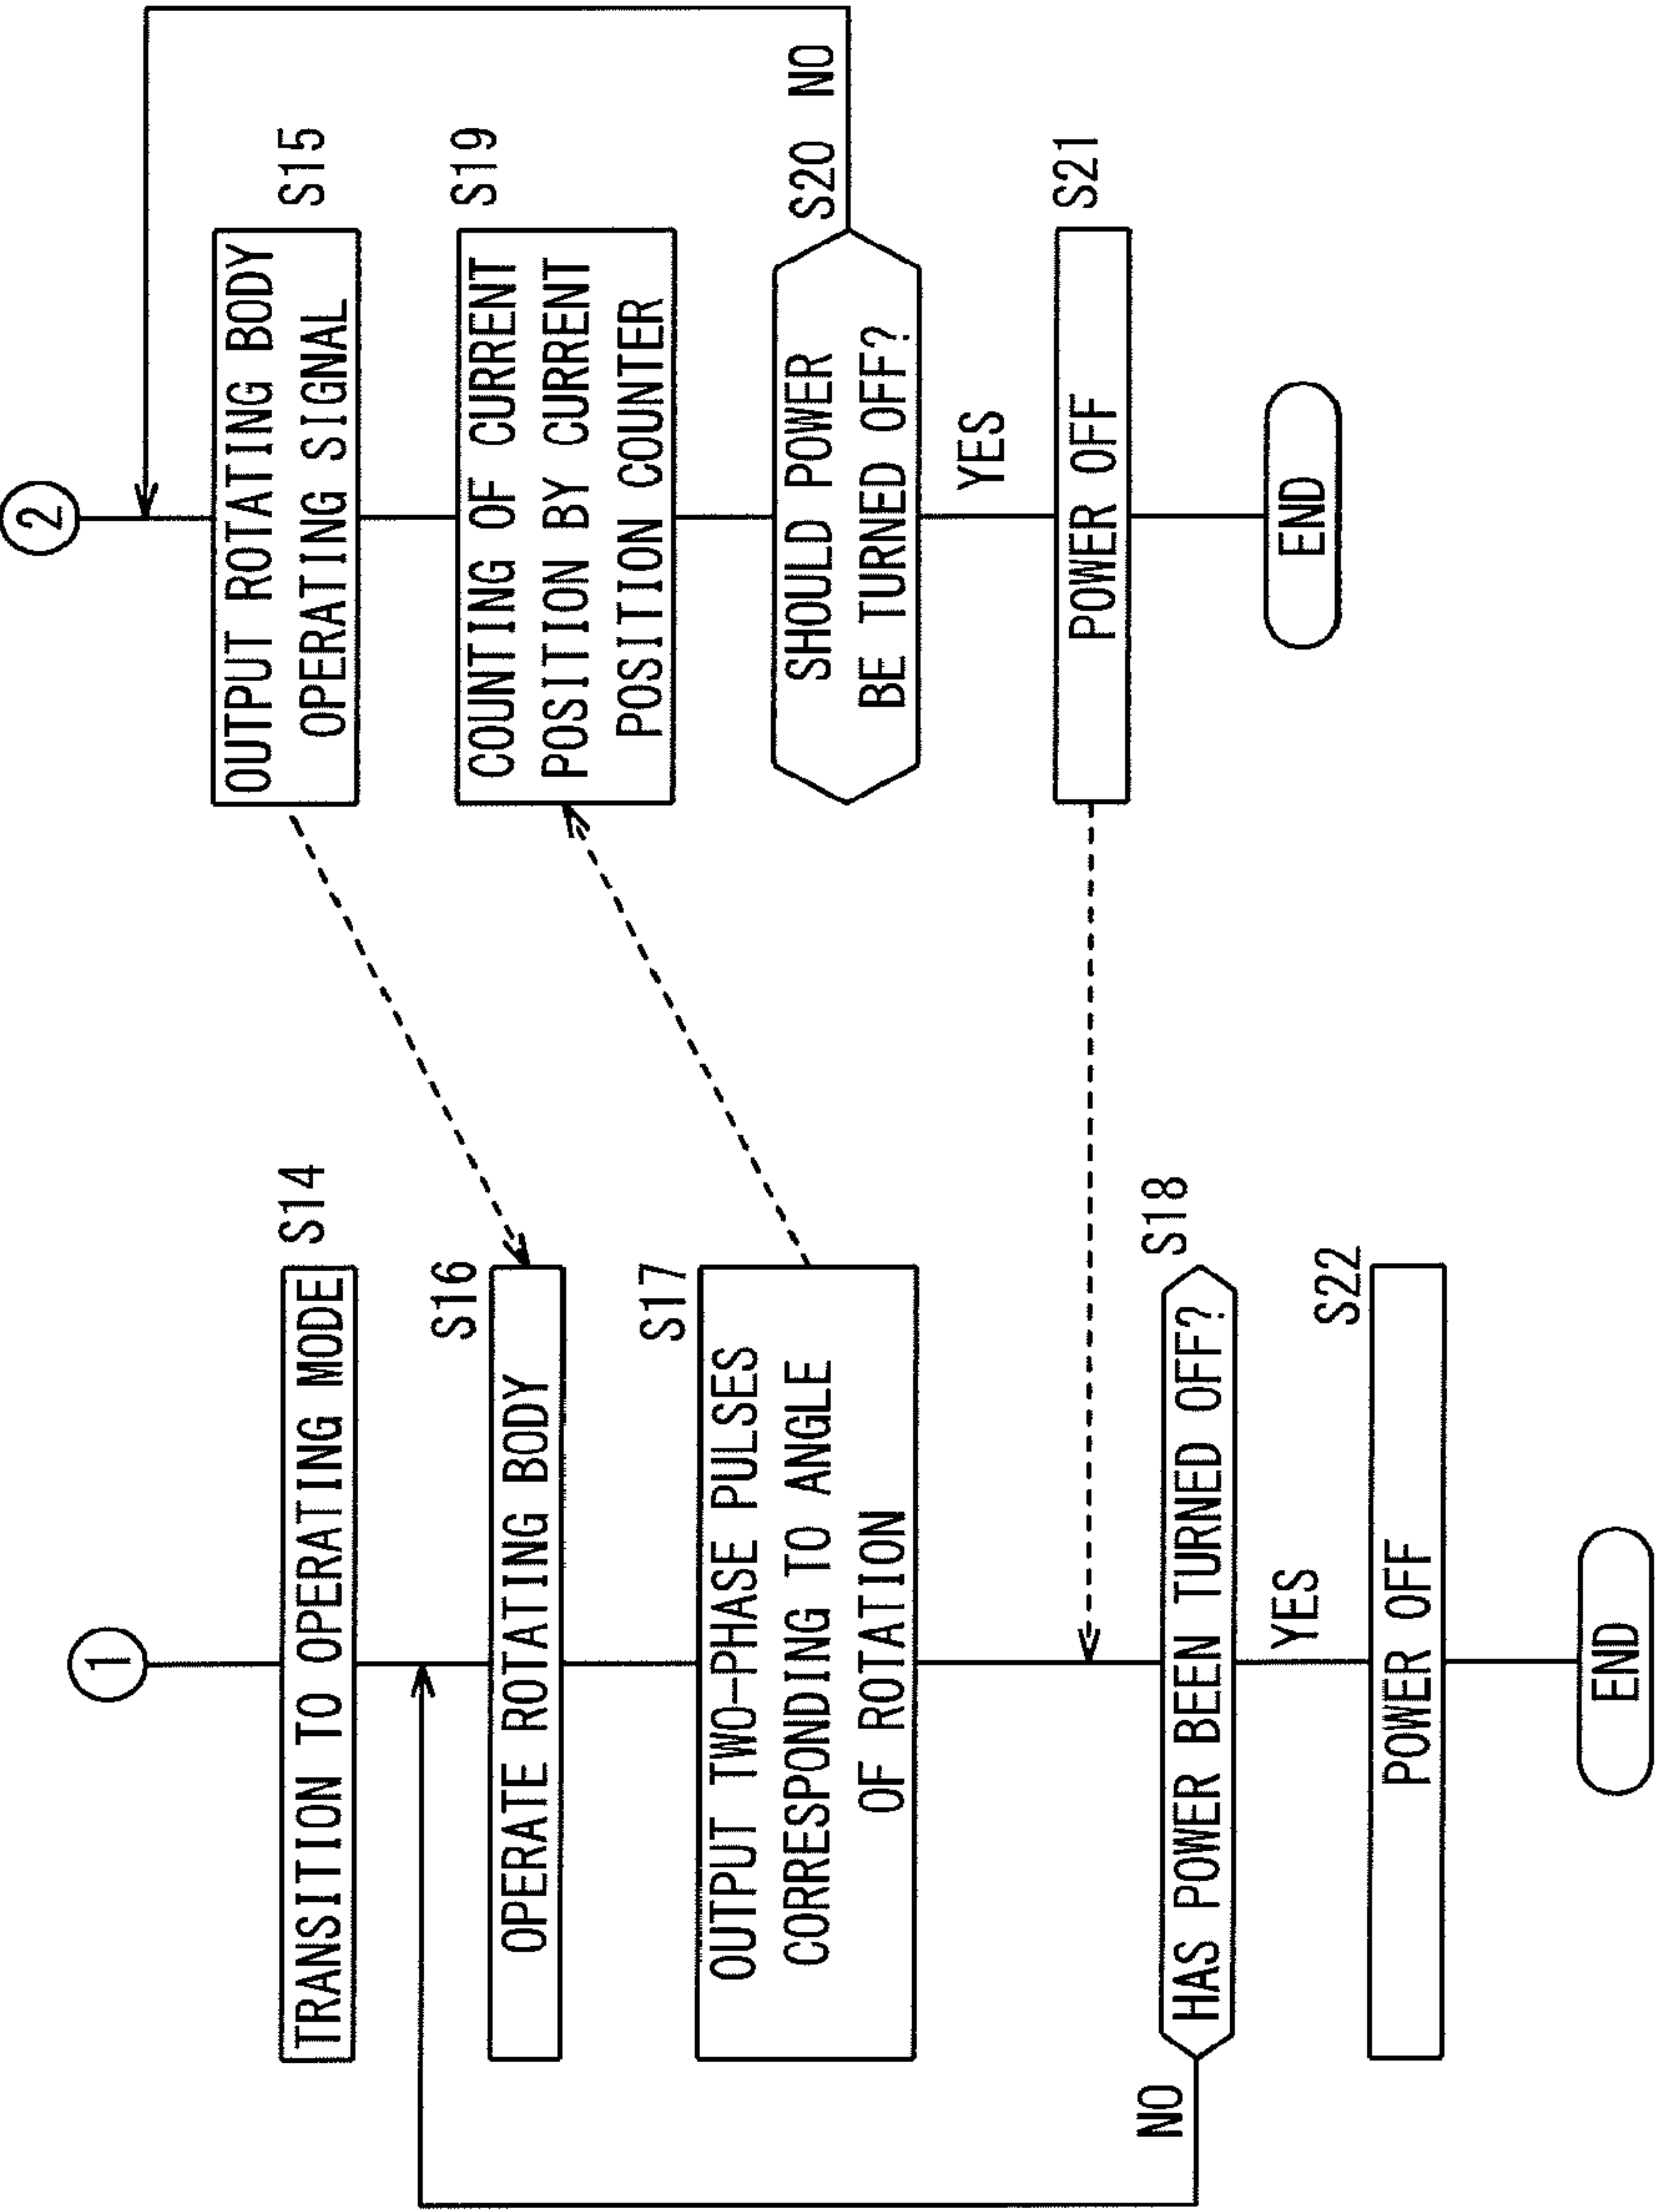 1
TRANSITION TO OPERATING MODE
S14
S16
OPERATE ROTATING BODY
S17
OUTPUT TWO-PHASE PULSES
CORRESPONDING TO ANGLE
OF ROTATION
S18
HAS POWER BEEN TURNED OFF?
NO
YES
S22
POWER OFF
END
2
OUTPUT ROTATING BODY
OPERATING SIGNAL
S15
S19
COUNTING OF CURRENT
POSITION BY CURRENT
POSITION COUNTER
S20 NO
SHOULD POWER
BE TURNED OFF?
YES
S21
POWER OFF
END